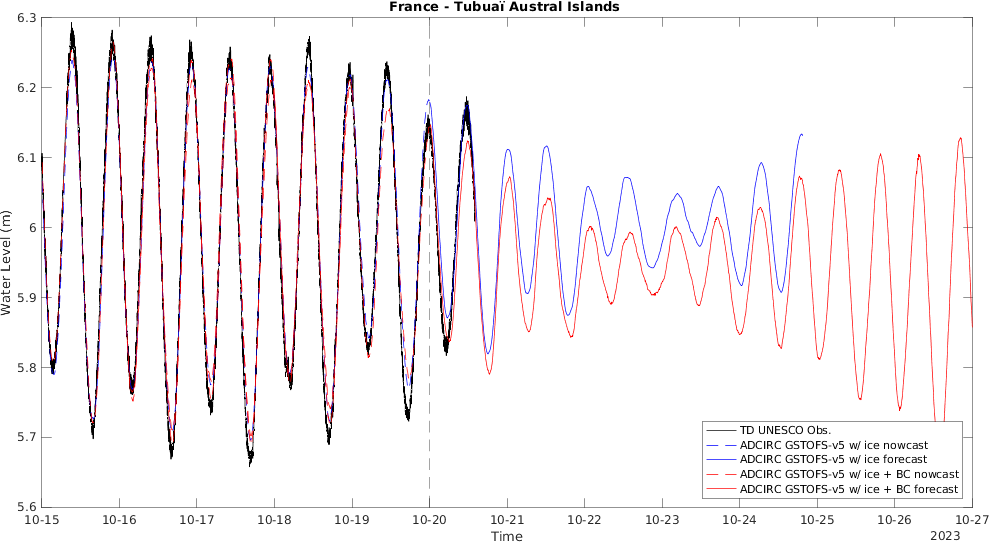 France - Tubuaï Austral Islands
6.3
6.2
6.1
6
5.9
5.8
5.7
5.6
Water Level (m)
10-15 10-16 10-17 10-18 10-19 10-20 10-21 10-22 10-23 10-24 10-25 10-26 10-27
Time
2023
TD UNESCO Obs.
ADCIRC GSTOFS-v5 w/ ice nowcast
ADCIRC GSTOFS-v5 w/ ice forecast
ADCIRC GSTOFS-v5 w/ ice + BC nowcast
ADCIRC GSTOFS-v5 w/ ice + BC forecast